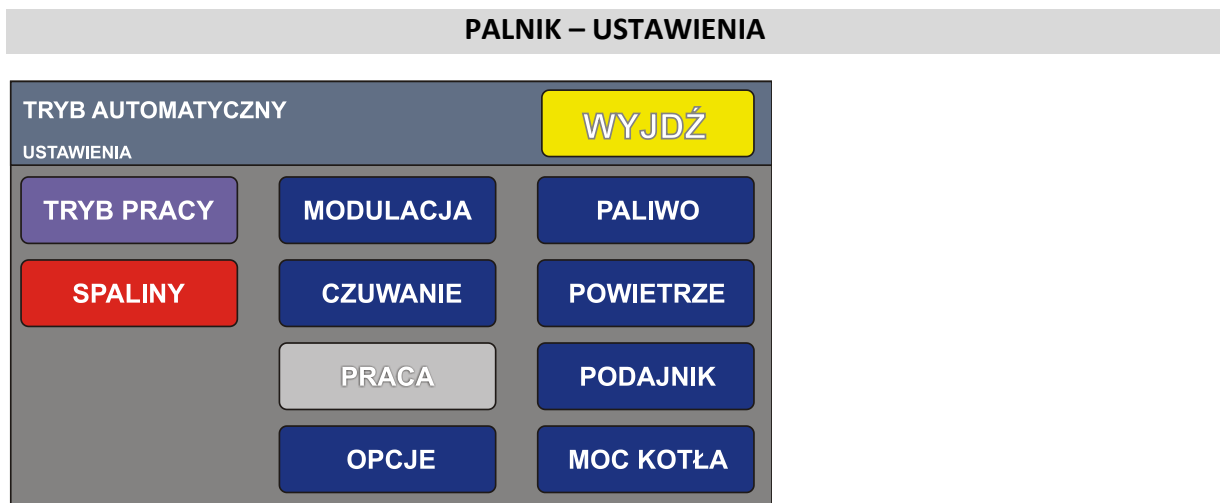 PALNIK – USTAWIENIA
TRYB AUTOMATYCZNY
WYJDŹ
USTAWIENIA
TRYB PRACY
MODULACJA
PALIWO
SPALINY
CZUWANIE
POWIETRZE
PRACA
PODAJNIK
OPCJE
MOC KOTŁA